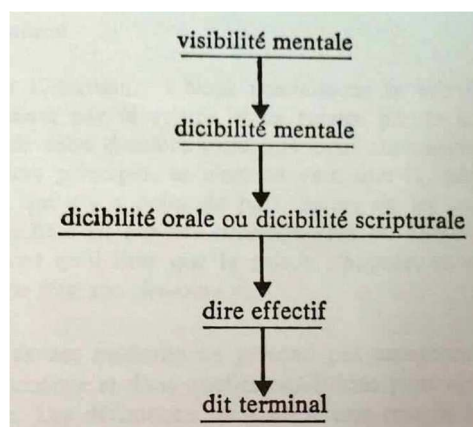 visibilité mentale
dicibilité mentale
dicibilité orale ou dicibilité scripturale
dire effectif
dit terminal